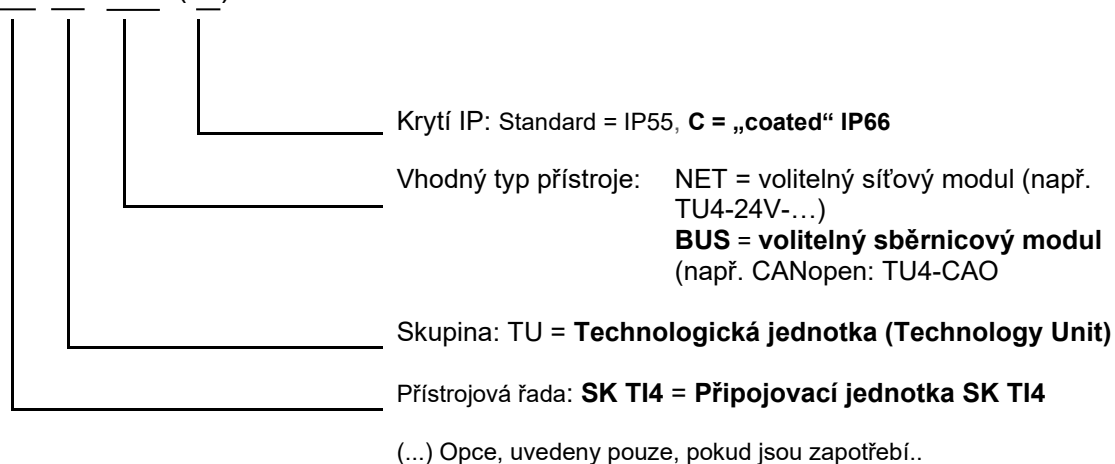 Krytí IP: Standard = IP55, C = „coated“ IP66
Vhodný typ přístroje: NET = volitelný síťový modul (např.
TU4-24V-…)
BUS = volitelný sběrnicový modul
(např. CANopen: TU4-CAO
Skupina: TU = Technologická jednotka (Technology Unit)
Přístrojová řada: SK TI4 = Připojovací jednotka SK TI4
(...) Opce, uvedeny pouze, pokud jsou zapotřebí..